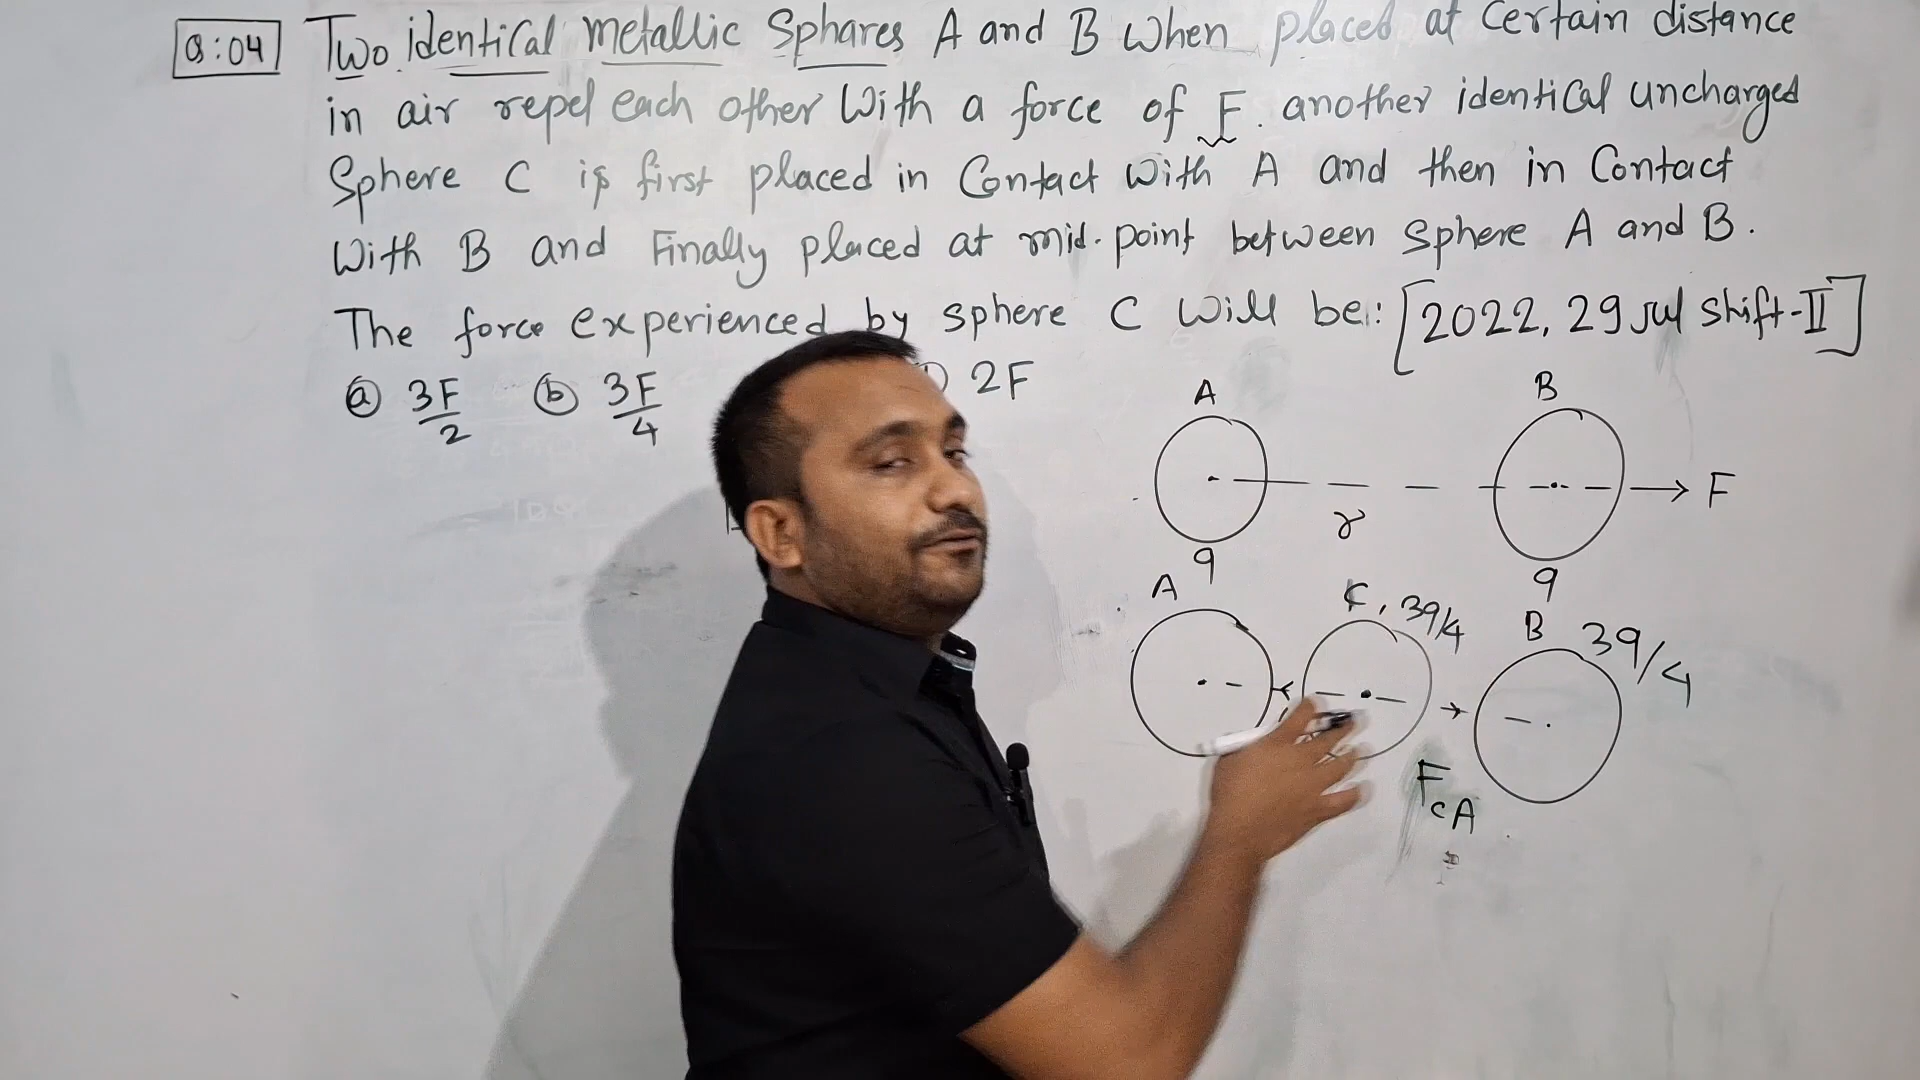 Q:04 Two identical metallic Sphares A and B When placed at Certain distance
in air repel each other With a force of F. another identical uncharged
Sphere C is first placed in Contact With A and then in Contact
With B and Finally placed at mid-point between Sphere A and B.
The force experienced by sphere C Will be: [2022, 29 Jul Shift-II]
(a) 3F/2 (b) 3F/4 2F
A B
r F
q q
A C, 3q/4 B 3q/4
F_CA